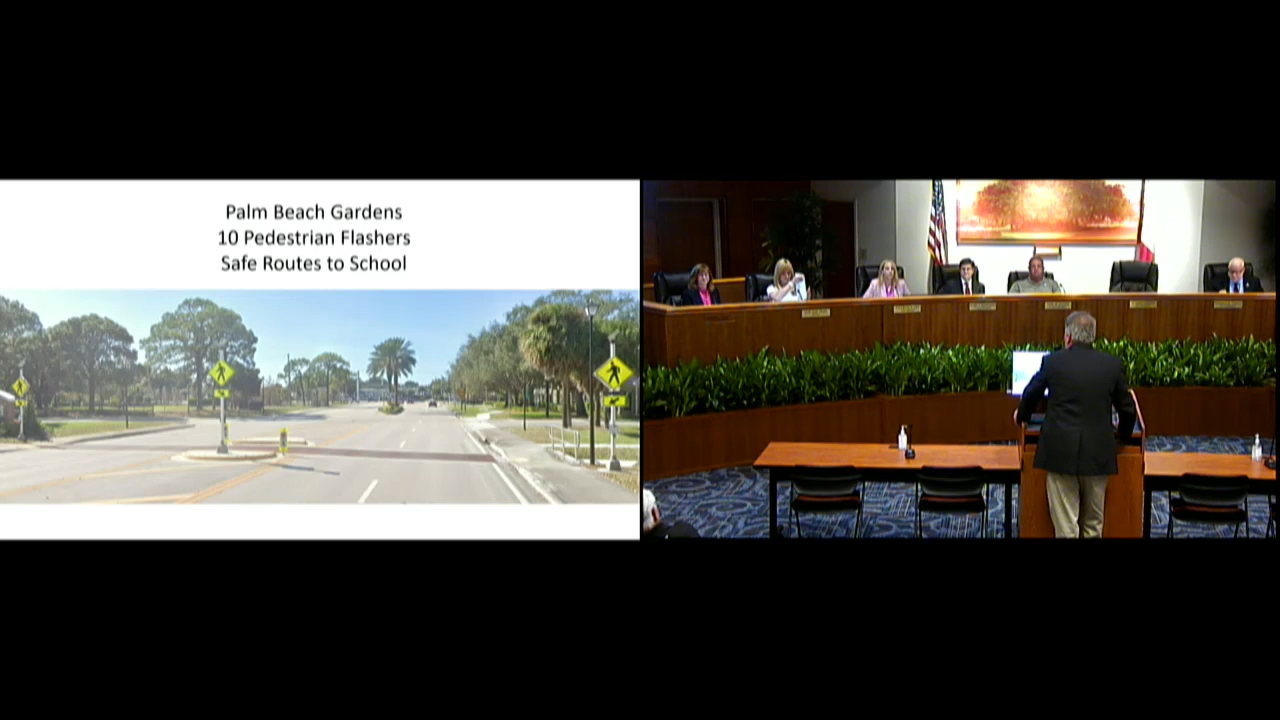 Palm Beach Gardens
10 Pedestrian Flashers
Safe Routes to School